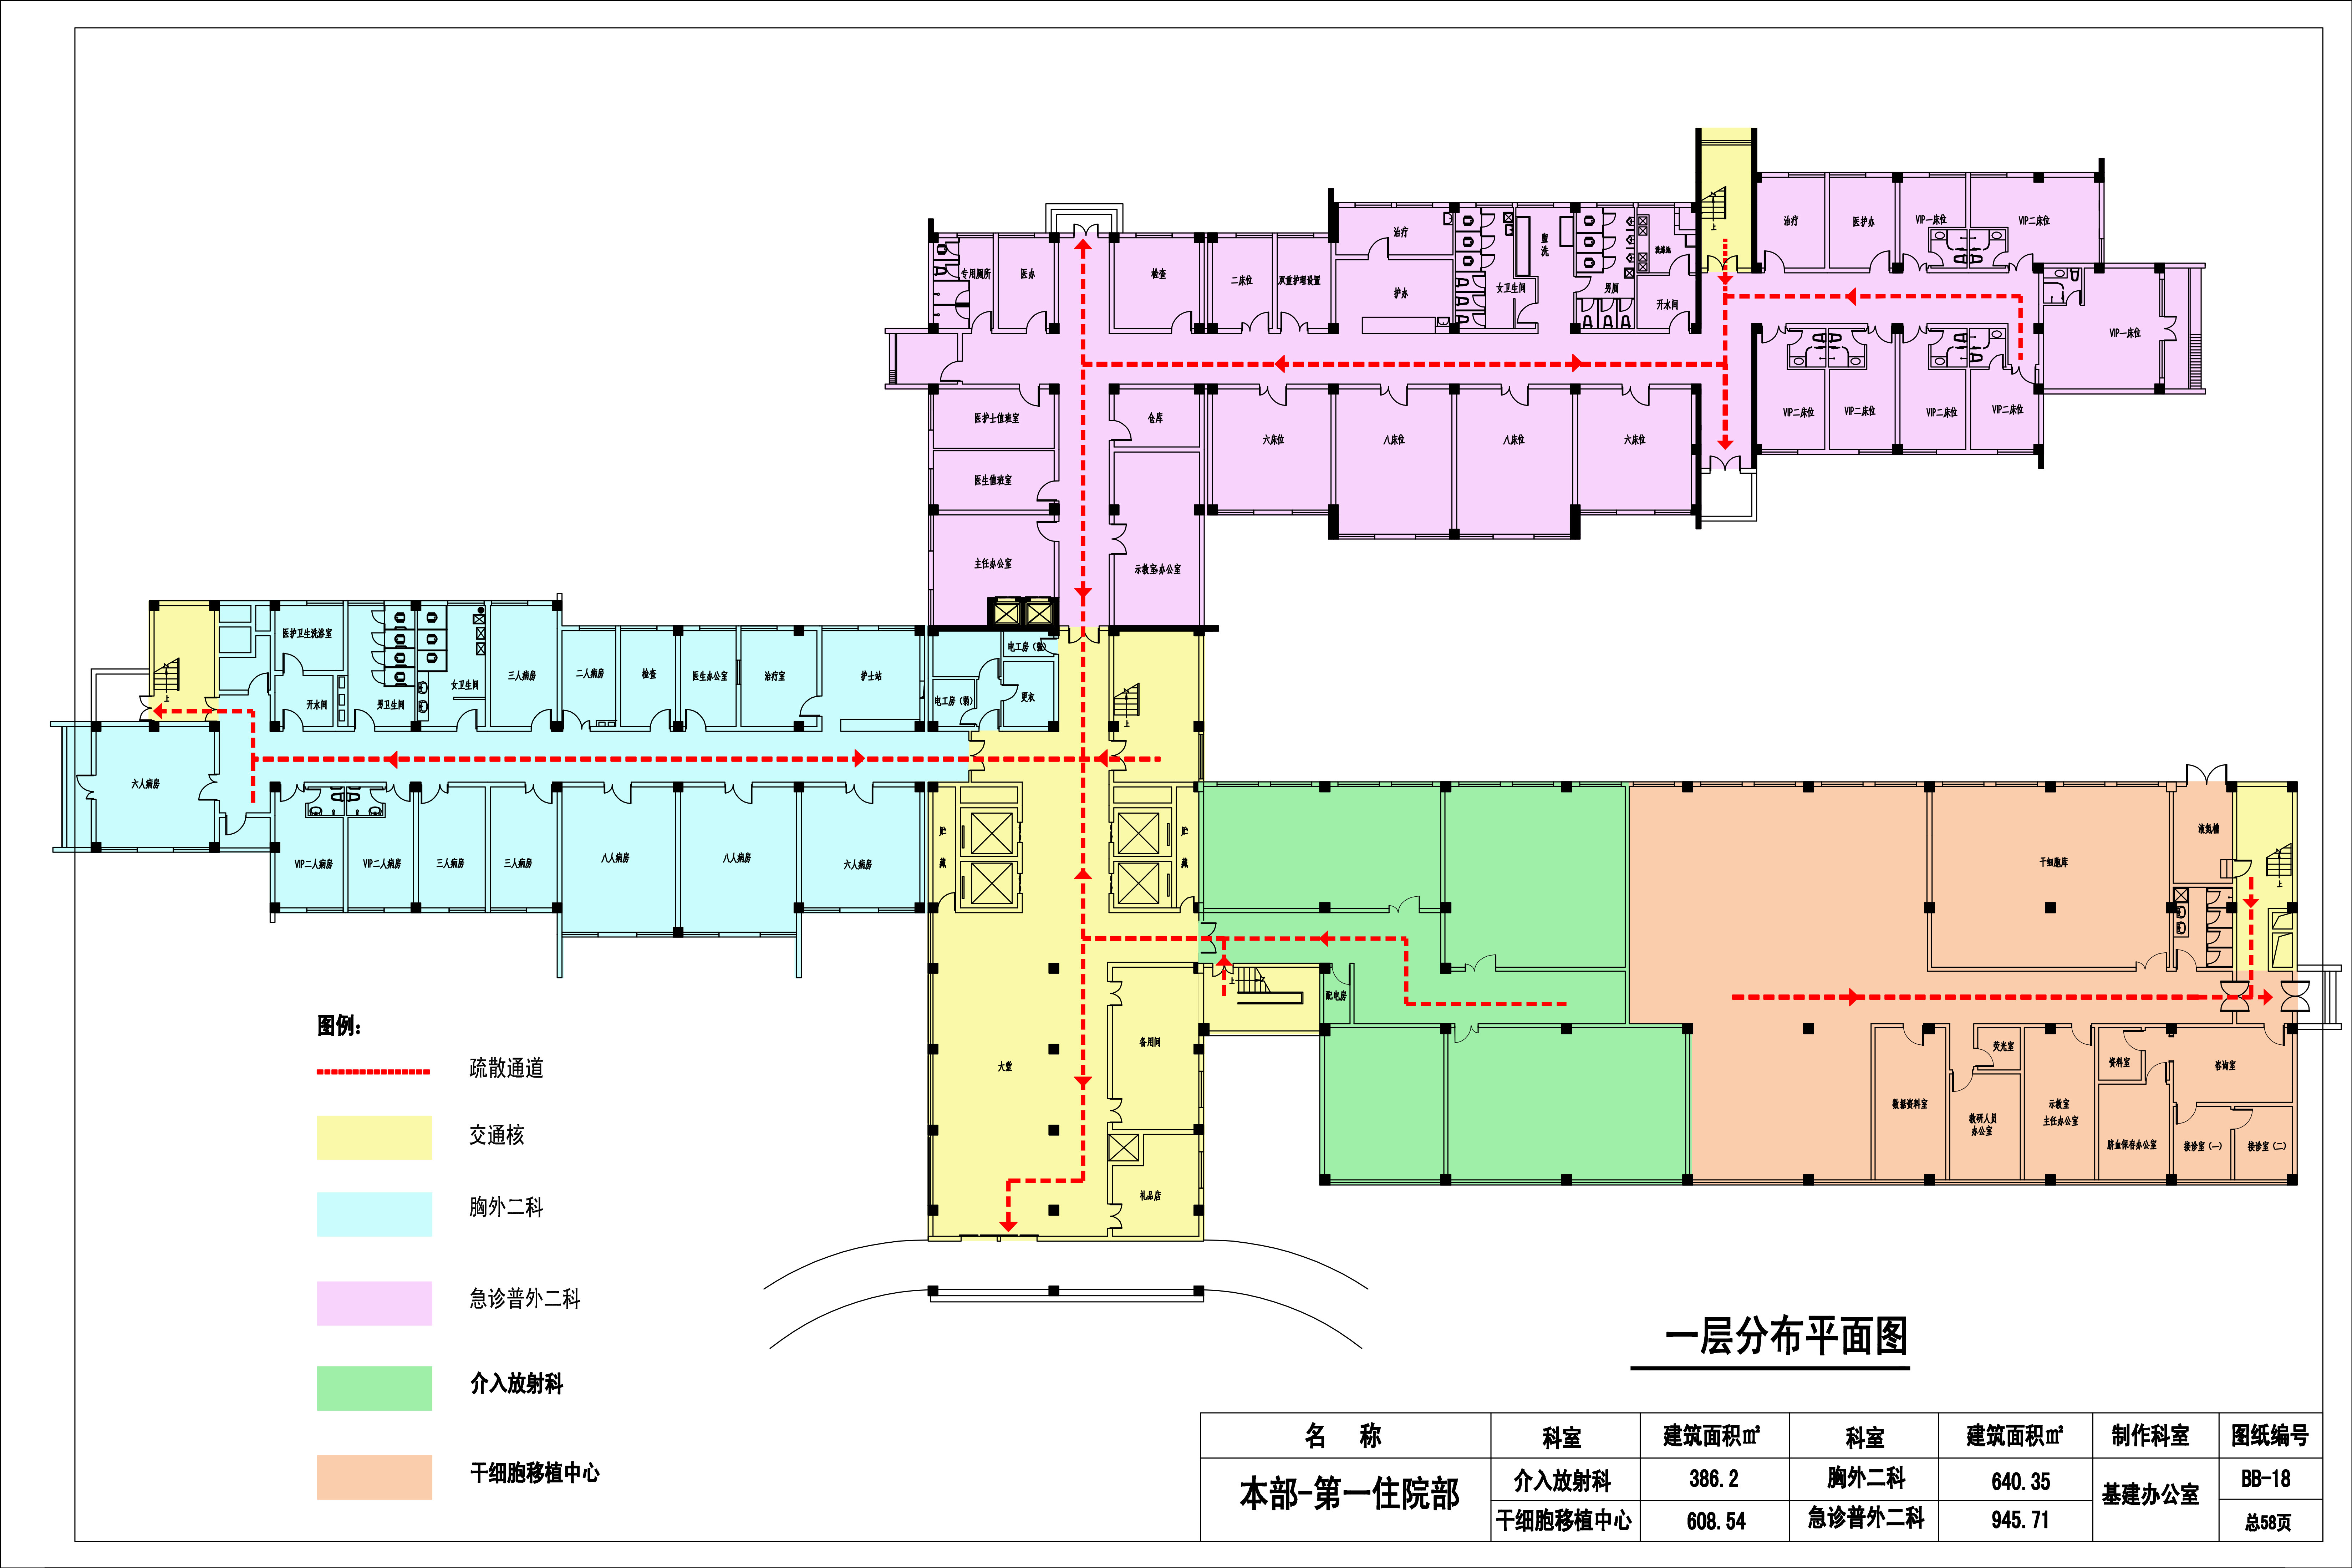 上
治疗
医护办
VIP一床位
VIP二床位
治疗
盥洗
洗涤池
专用厕所
医办
检查
二床位
双重护理设置
护办
女卫生间
男厕
开水间
VIP一床位
医护士值班室
仓库
六床位
八床位
八床位
六床位
VIP二床位
VIP二床位
VIP二床位
VIP二床位
医生值班室
主任办公室
示教室、办公室
医护卫生洗浴室
上
开水间
男卫生间
女卫生间
三人病房
二人病房
检查
医生办公室
治疗室
护士站
电工房（强）
电工房（弱）
更衣
上
六人病房
VIP二人病房
VIP二人病房
三人病房
三人病房
八人病房
八人病房
六人病房
贮藏
贮藏
干细胞库
液氮槽
上
上
配电房
大堂
备用间
礼品店
数据资料室
荧光室
教研人员
办公室
示教室
主任办公室
资料室
脐血保存办公室
咨询室
接诊室（一）
接诊室（二）
图例：
疏散通道
交通核
胸外二科
急诊普外二科
介入放射科
干细胞移植中心
一层分布平面图
名 称 科室 建筑面积㎡ 科室 建筑面积㎡ 制作科室 图纸编号
本部-第一住院部 介入放射科 386.2 胸外二科 640.35 基建办公室 BB-18
干细胞移植中心 608.54 急诊普外二科 945.71 总58页